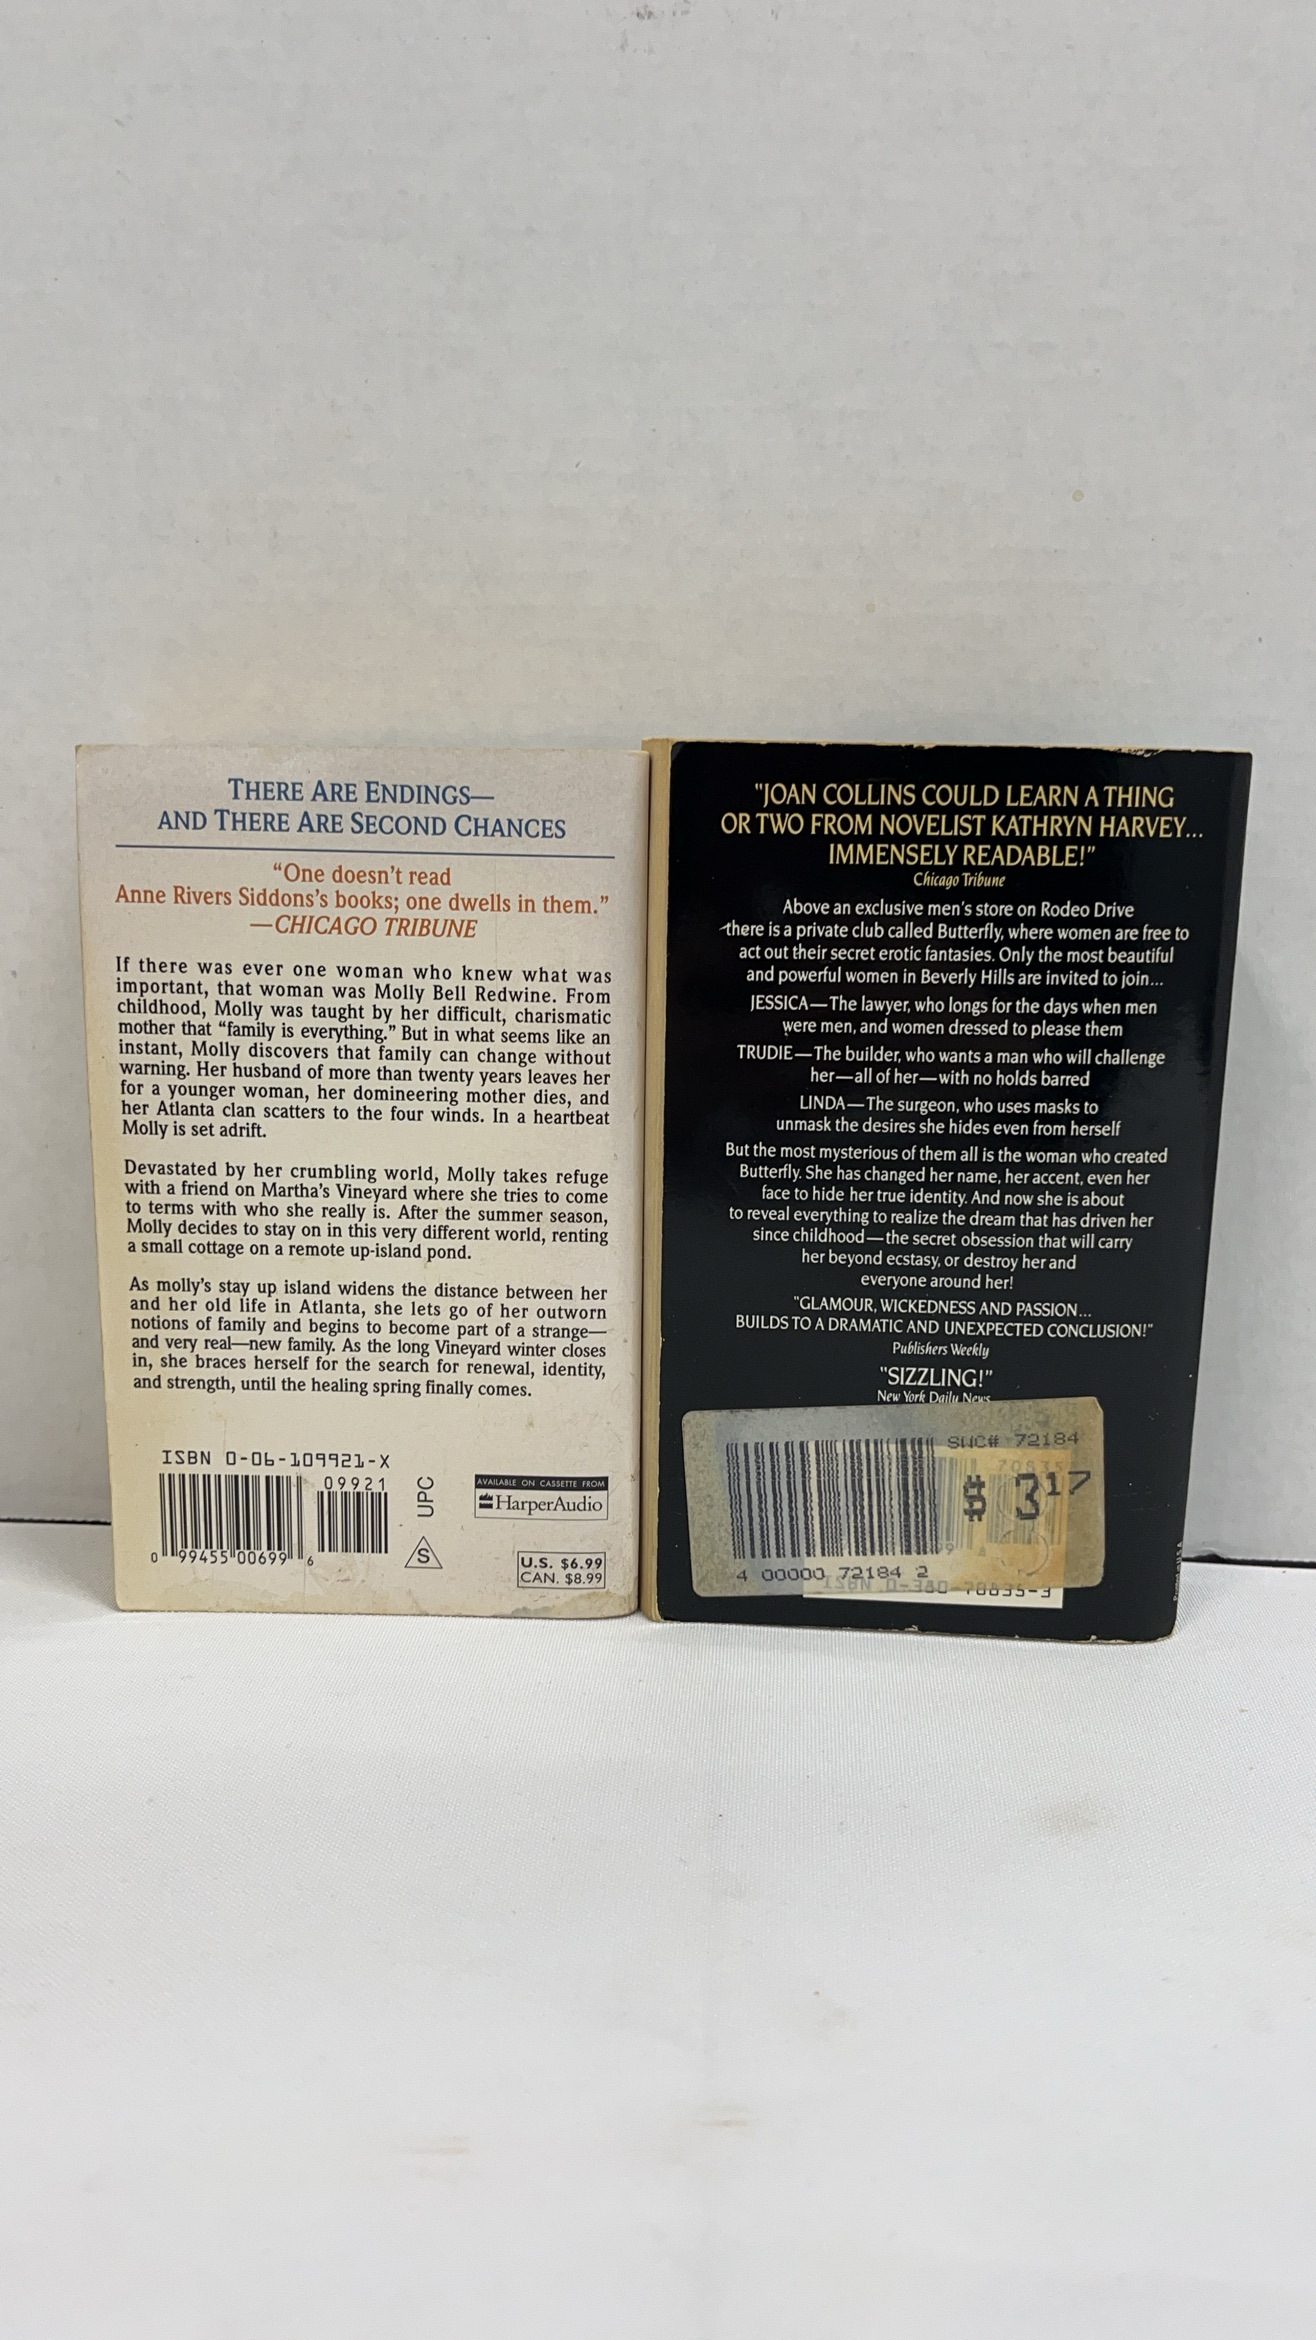 THERE ARE ENDINGS—
AND THERE ARE SECOND CHANCES
“One doesn't read
Anne Rivers Siddons's books; one dwells in them.”
—CHICAGO TRIBUNE
If there was ever one woman who knew what was
important, that woman was Molly Bell Redwine. From
childhood, Molly was taught by her difficult, charismatic
mother that “family is everything.” But in what seems like an
instant, Molly discovers that family can change without
warning. Her husband of more than twenty years leaves her
for a younger woman, her domineering mother dies, and
her Atlanta clan scatters to the four winds. In a heartbeat
Molly is set adrift.
Devastated by her crumbling world, Molly takes refuge
with a friend on Martha's Vineyard where she tries to come
to terms with who she really is. After the summer season,
Molly decides to stay on in this very different world, renting
a small cottage on a remote up-island pond.
As molly's stay up island widens the distance between her
and her old life in Atlanta, she lets go of her outworn
notions of family and begins to become part of a strange—
and very real—new family. As the long Vineyard winter closes
in, she braces herself for the search for renewal, identity,
and strength, until the healing spring finally comes.
ISBN 0-06-109921-X
09921
0 99455 00699 6
UPC
S
AVAILABLE ON CASSETTE FROM
HarperAudio
U.S. $6.99
CAN. $8.99
"JOAN COLLINS COULD LEARN A THING
OR TWO FROM NOVELIST KATHRYN HARVEY...
IMMENSELY READABLE!"
Chicago Tribune
Above an exclusive men's store on Rodeo Drive
there is a private club called Butterfly, where women are free to
act out their secret erotic fantasies. Only the most beautiful
and powerful women in Beverly Hills are invited to join...
JESSICA—The lawyer, who longs for the days when men
were men, and women dressed to please them
TRUDIE—The builder, who wants a man who will challenge
her—all of her—with no holds barred
LINDA—The surgeon, who uses masks to
unmask the desires she hides even from herself
But the most mysterious of them all is the woman who created
Butterfly. She has changed her name, her accent, even her
face to hide her true identity. And now she is about
to reveal everything to realize the dream that has driven her
since childhood—the secret obsession that will carry
her beyond ecstasy, or destroy her and
everyone around her!
"GLAMOUR, WICKEDNESS AND PASSION...
BUILDS TO A DRAMATIC AND UNEXPECTED CONCLUSION!"
Publishers Weekly
"SIZZLING!"
New York Daily News
SWC# 72184
70835
$ 3.17
4 00000 72184 2
ISBN 0-380-70835-3